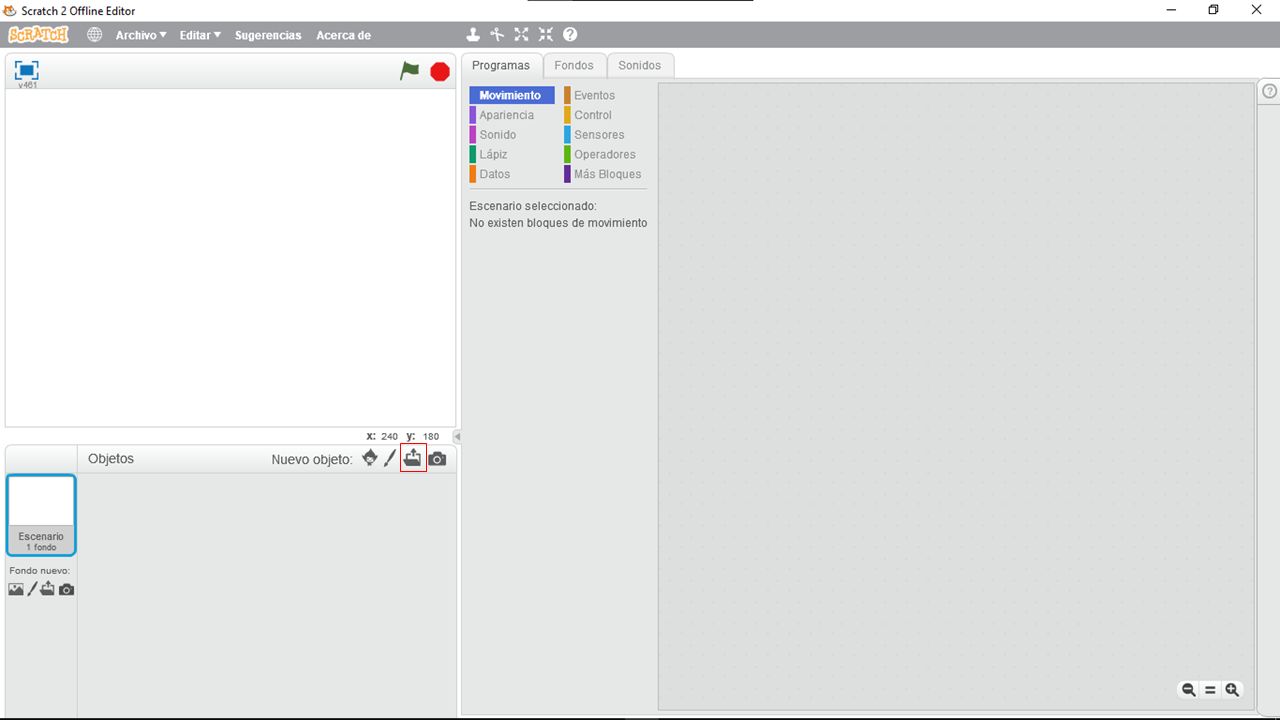 Scratch 2 Offline Editor
SCRATCH Archivo Editar Sugerencias Acerca de
v461
Programas Fondos Sonidos
Movimiento Eventos
Apariencia Control
Sonido Sensores
Lápiz Operadores
Datos Más Bloques
Escenario seleccionado:
No existen bloques de movimiento
x: 240 y: 180
Objetos Nuevo objeto:
Escenario
1 fondo
Fondo nuevo: